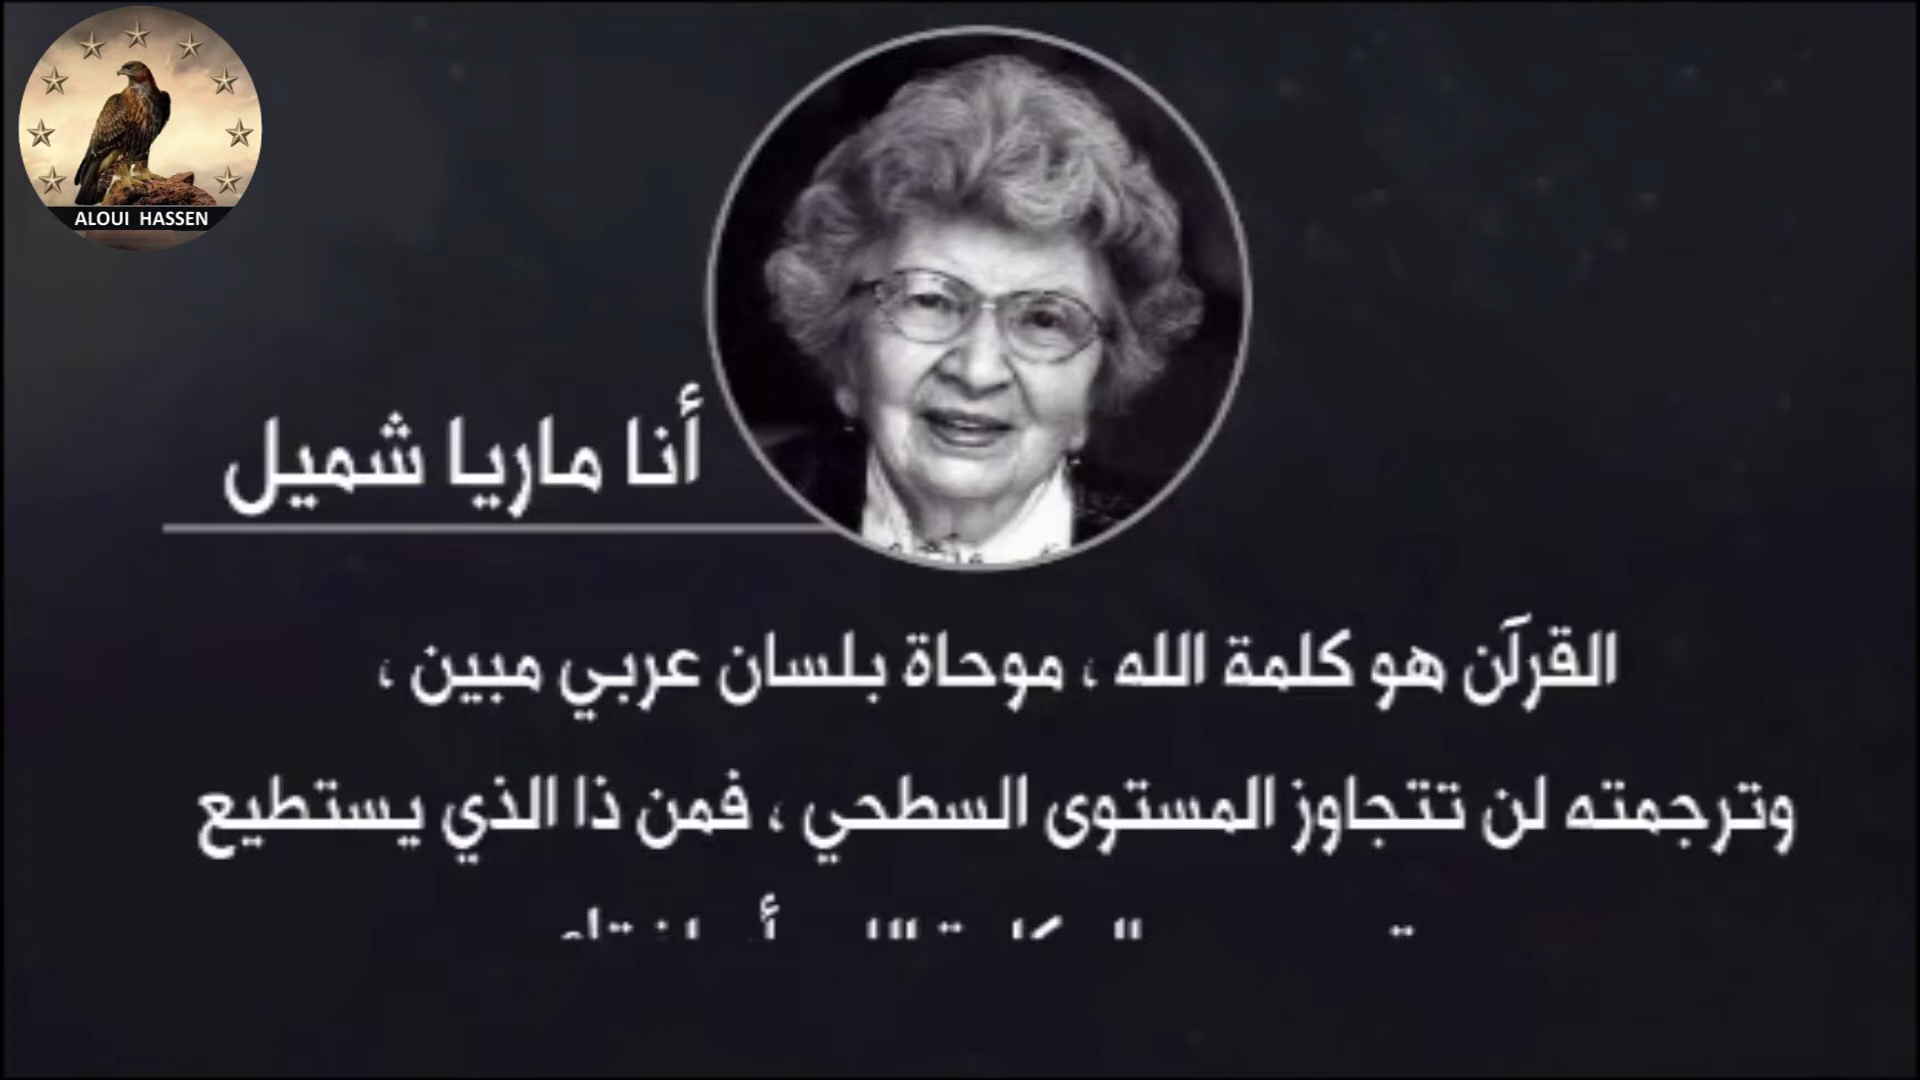 ALOUI HASSEN
أنا ماريا شميل
القرآن هو كلمة الله ، موحاة بلسان عربي مبين ،
وترجمته لن تتجاوز المستوى السطحي ، فمن ذا الذي يستطيع